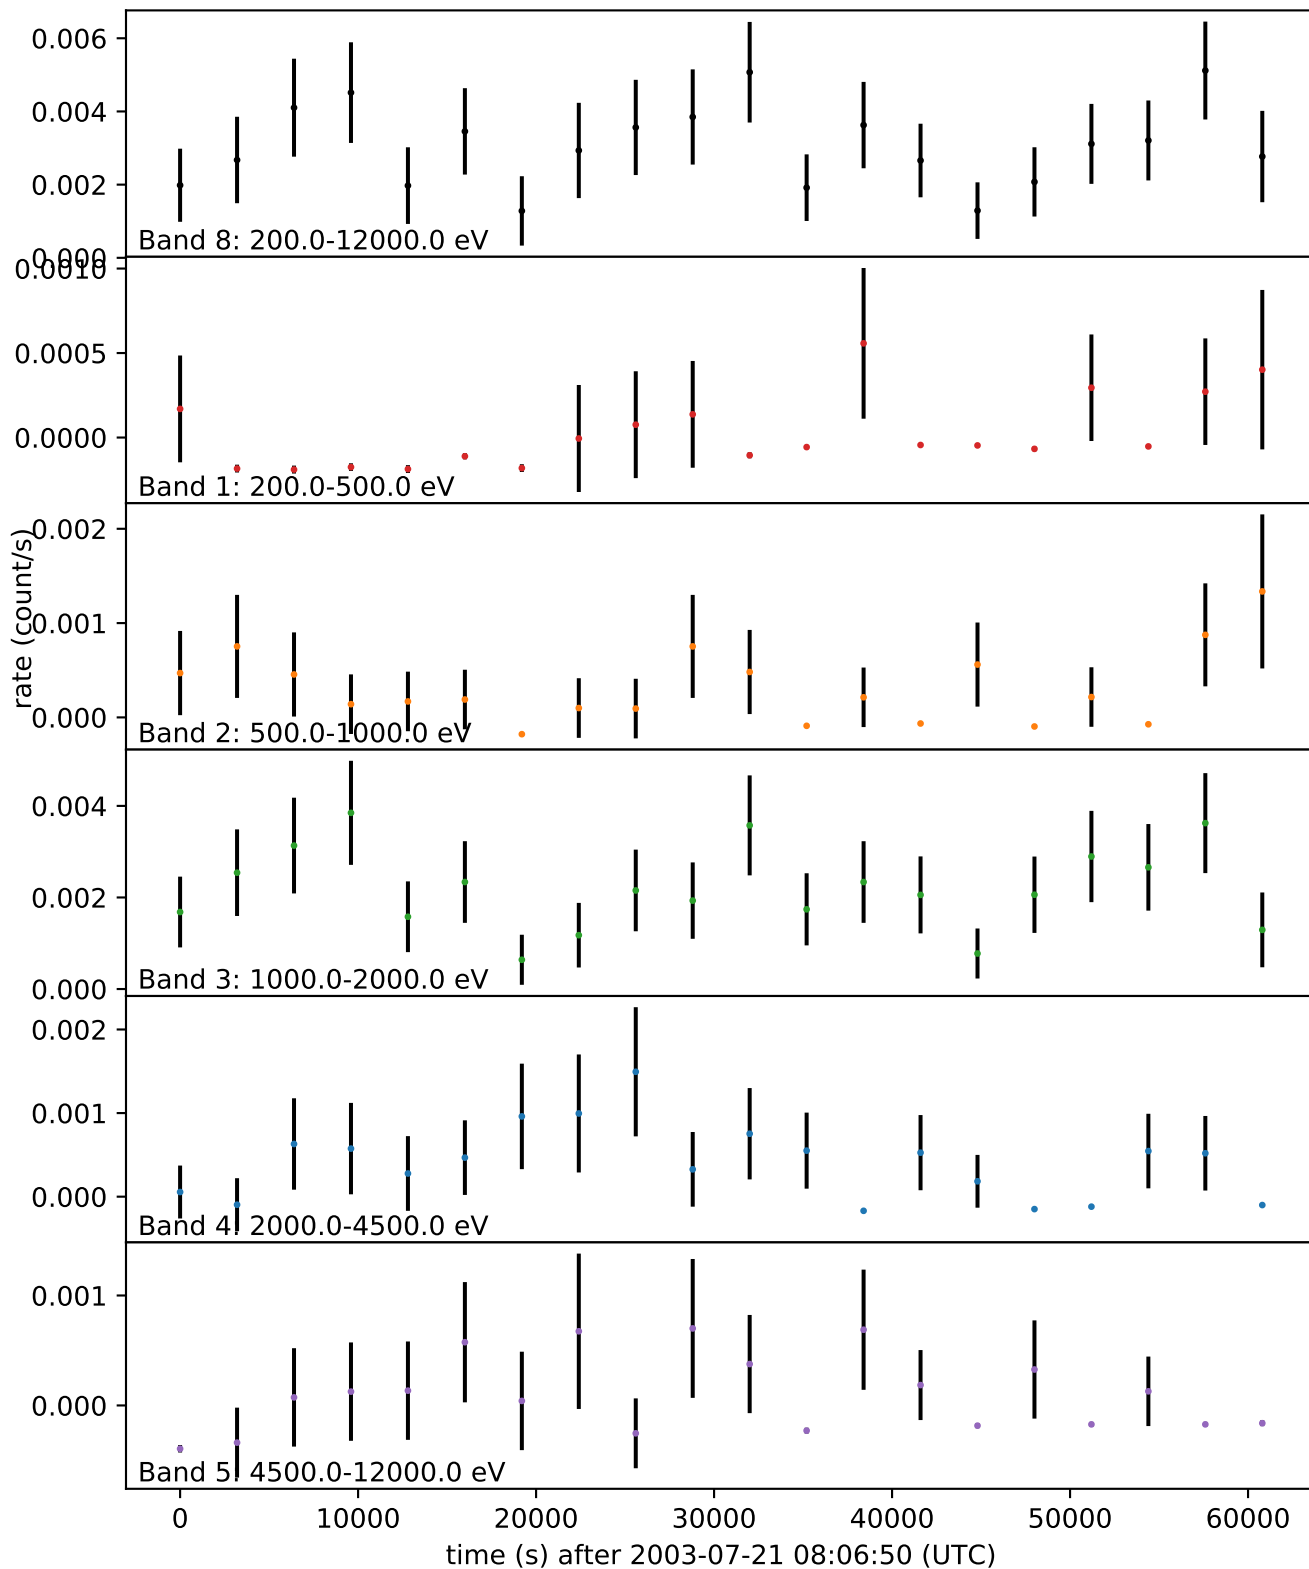 0.006
0.004
0.002
0.000
Band 8: 200.0-12000.0 eV
0.0010
0.0005
0.0000
Band 1: 200.0-500.0 eV
rate (count/s)
0.002
0.001
0.000
Band 2: 500.0-1000.0 eV
0.004
0.002
0.000
Band 3: 1000.0-2000.0 eV
0.002
0.001
0.000
Band 4: 2000.0-4500.0 eV
0.001
0.000
Band 5: 4500.0-12000.0 eV
0 10000 20000 30000 40000 50000 60000
time (s) after 2003-07-21 08:06:50 (UTC)